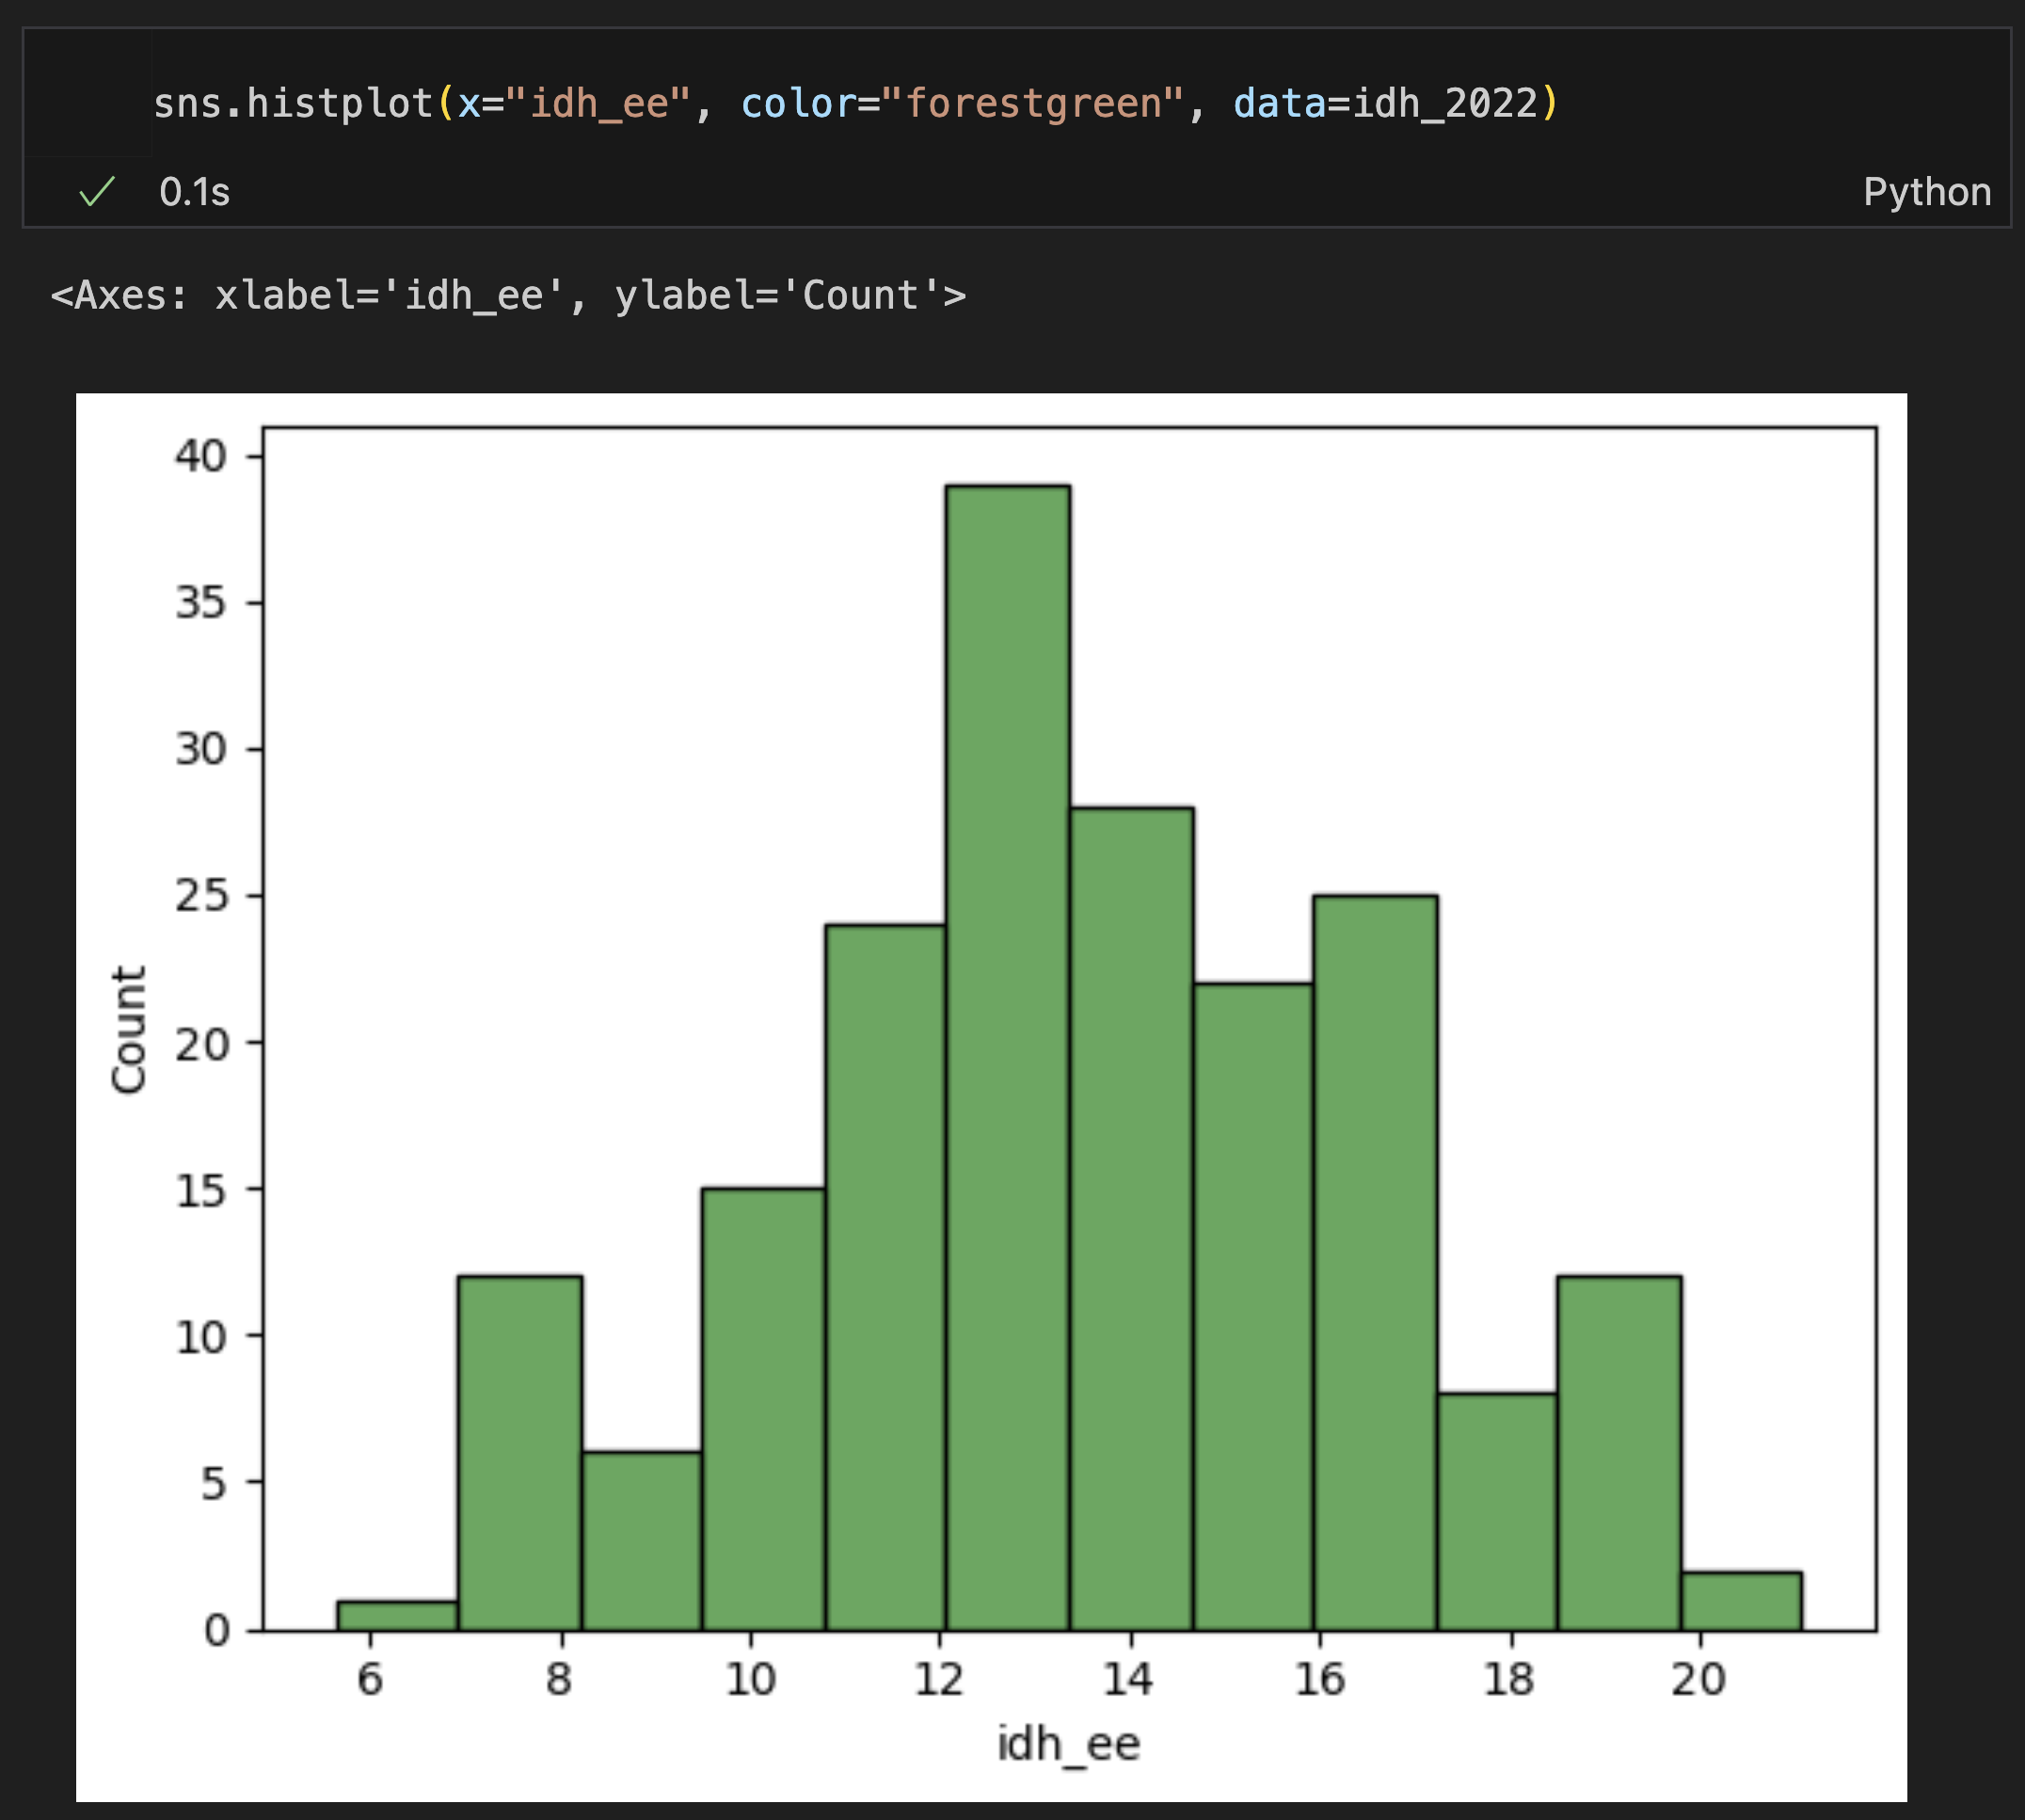 sns.histplot(x="idh_ee", color="forestgreen", data=idh_2022)
0.1s
Python
<Axes: xlabel='idh_ee', ylabel='Count'>
40
35
30
25
20
15
10
5
0
Count
6 8 10 12 14 16 18 20
idh_ee